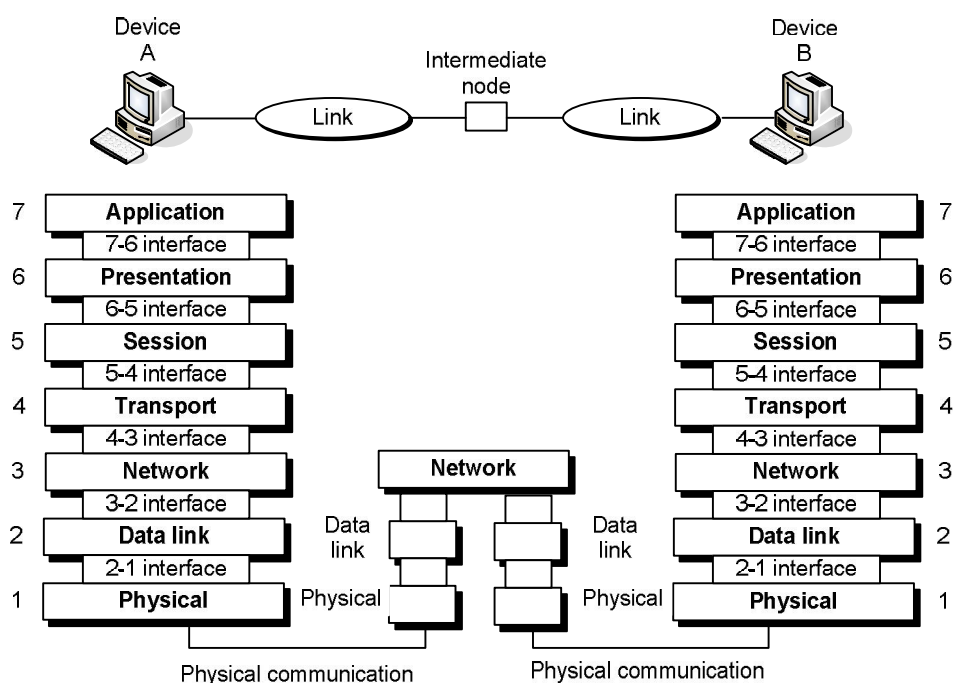 Device
A
Device
B
Intermediate
node
Link
Link
7
Application
Application
7
7-6 interface
7-6 interface
6
Presentation
Presentation
6
6-5 interface
6-5 interface
5
Session
Session
5
5-4 interface
5-4 interface
4
Transport
Transport
4
4-3 interface
4-3 interface
3
Network
Network
Network
3
3-2 interface
3-2 interface
2
Data link
Data
link
Data
link
Data link
2
2-1 interface
2-1 interface
1
Physical
Physical
Physical
Physical
1
Physical communication
Physical communication